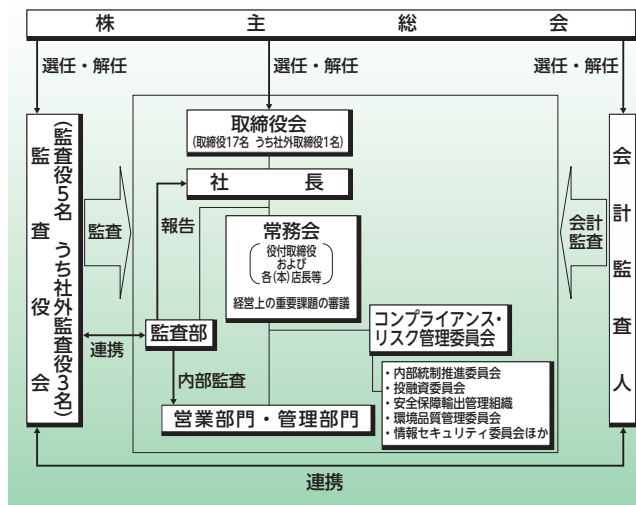 株主総会
選任・解任
選任・解任
選任・解任
取締役会
(取締役17名 うち社外取締役1名)
社長
監査役会
(監査役5名 うち社外監査役3名)
監査
報告
常務会
役付取締役
および
各(本)店長等
経営上の重要課題の審議
会計
監査
会計監査人
監査部
連携
コンプライアンス・
リスク管理委員会
内部監査
・内部統制推進委員会
・投融資委員会
・安全保障輸出管理組織
・環境品質管理委員会
・情報セキュリティ委員会ほか
営業部門・管理部門
連携